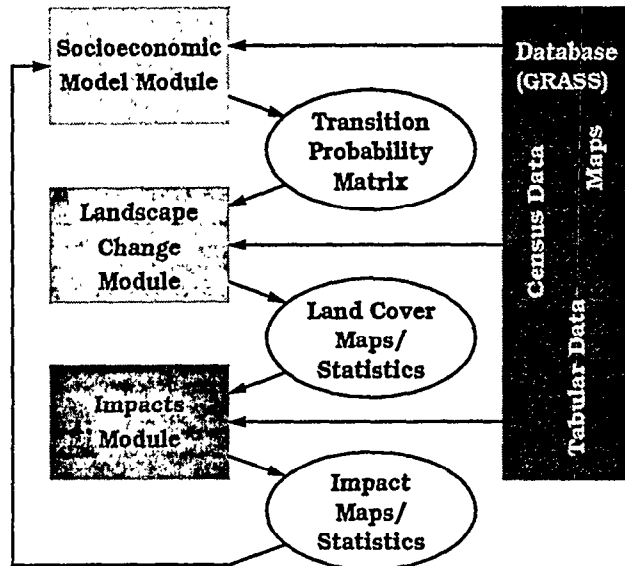 Socioeconomic
Model Module
Transition
Probability
Matrix
Landscape
Change
Module
Land Cover
Maps/
Statistics
Impacts
Module
Impact
Maps/
Statistics
Database
(GRASS)
Census Data
Maps
Tabular Data